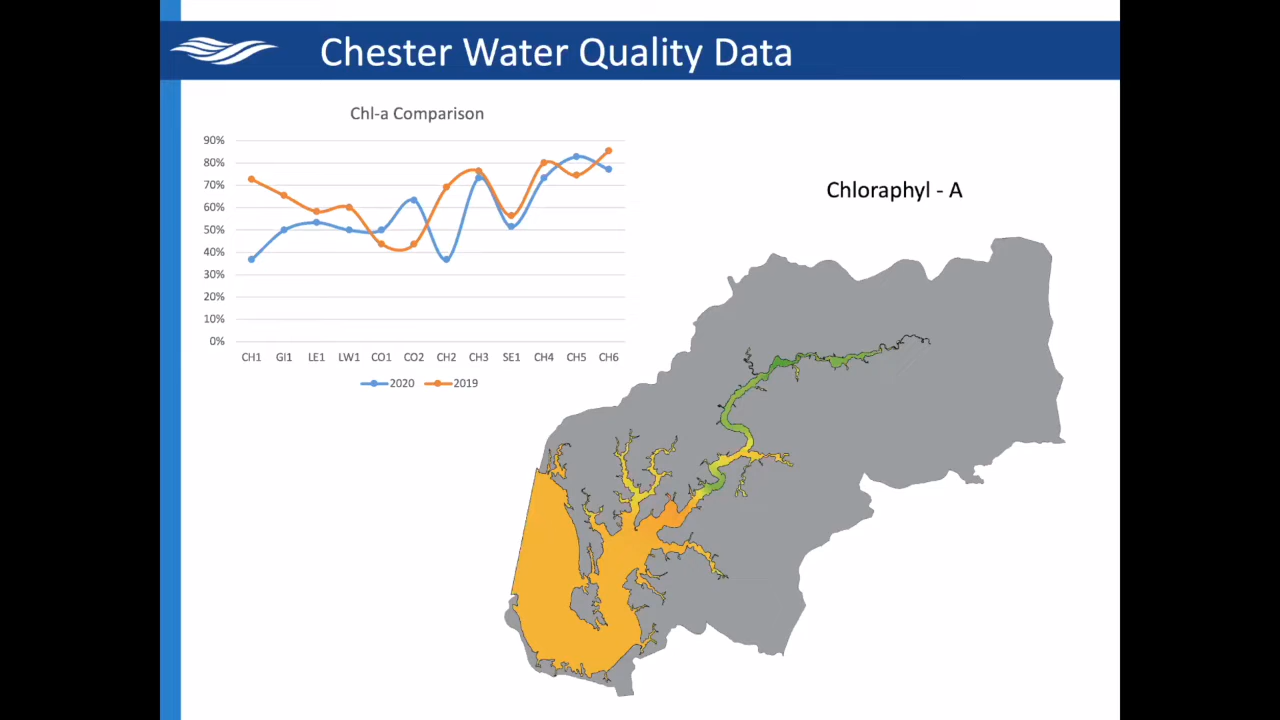 Chester Water Quality Data
Chl-a Comparison
90%
80%
70%
60%
50%
40%
30%
20%
10%
0%
CH1 GI1 LE1 LW1 CO1 CO2 CH2 CH3 SE1 CH4 CH5 CH6
2020 2019
Chloraphyl - A